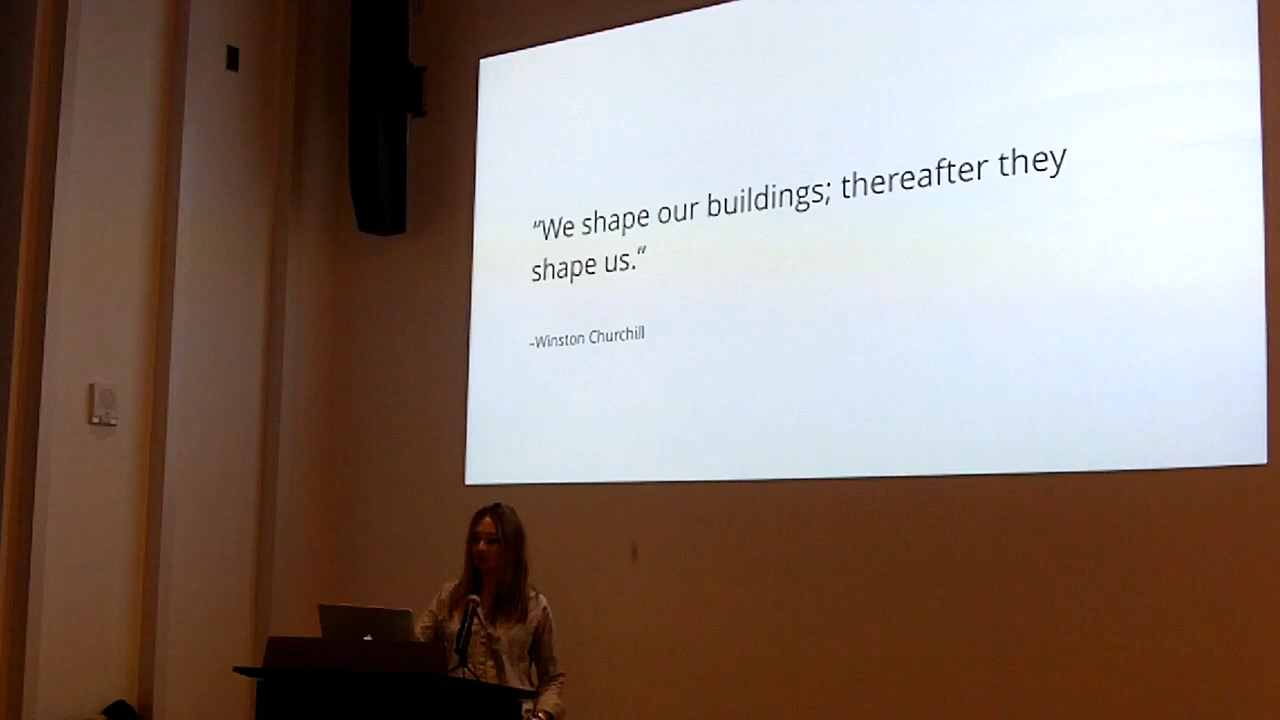 “We shape our buildings; thereafter they
shape us.”
–Winston Churchill